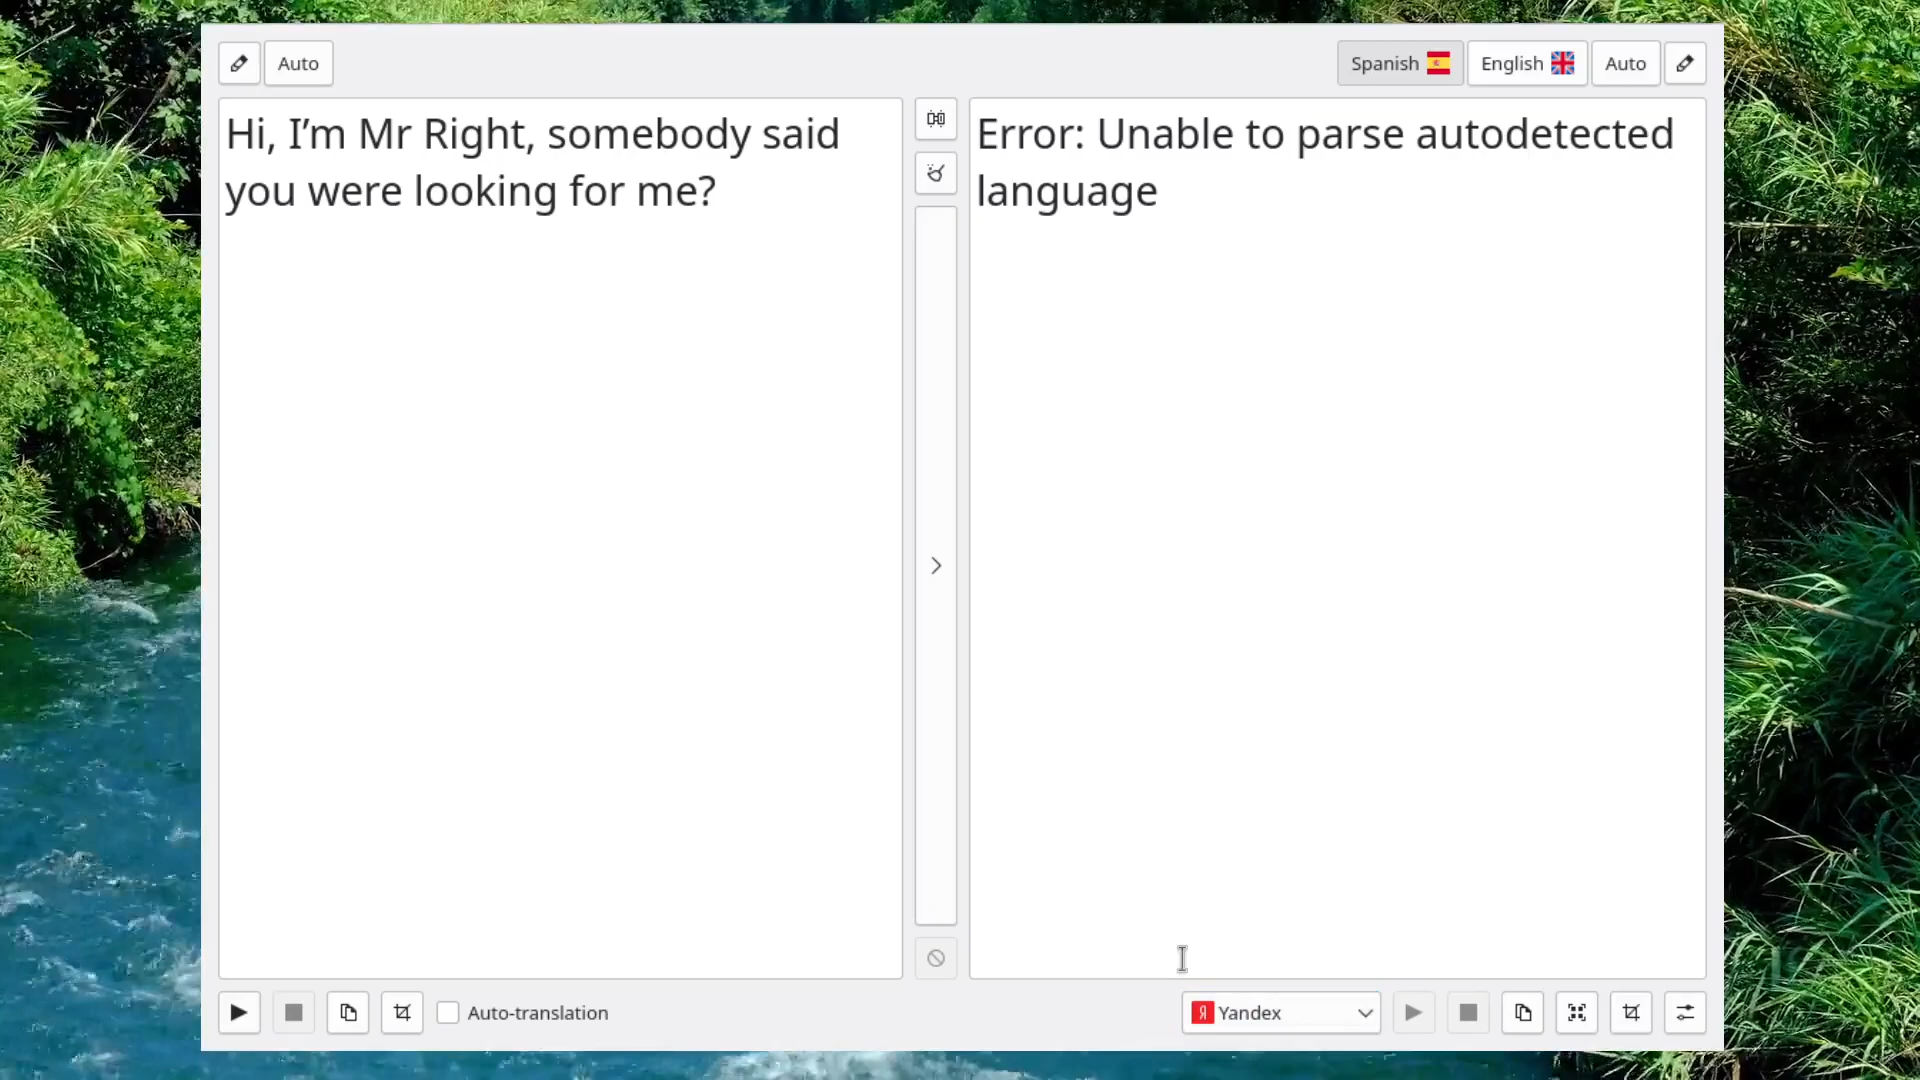 Auto
Spanish
English
Auto
Hi, I’m Mr Right, somebody said
you were looking for me?
Error: Unable to parse autodetected
language
Auto-translation
Я Yandex